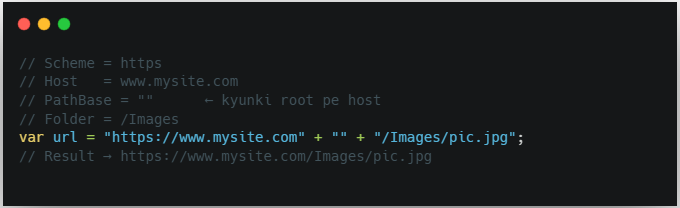 // Scheme = https
// Host   = www.mysite.com
// PathBase = ""      ← kyunki root pe host
// Folder = /Images
var url = "https://www.mysite.com" + "" + "/Images/pic.jpg";
// Result → https://www.mysite.com/Images/pic.jpg